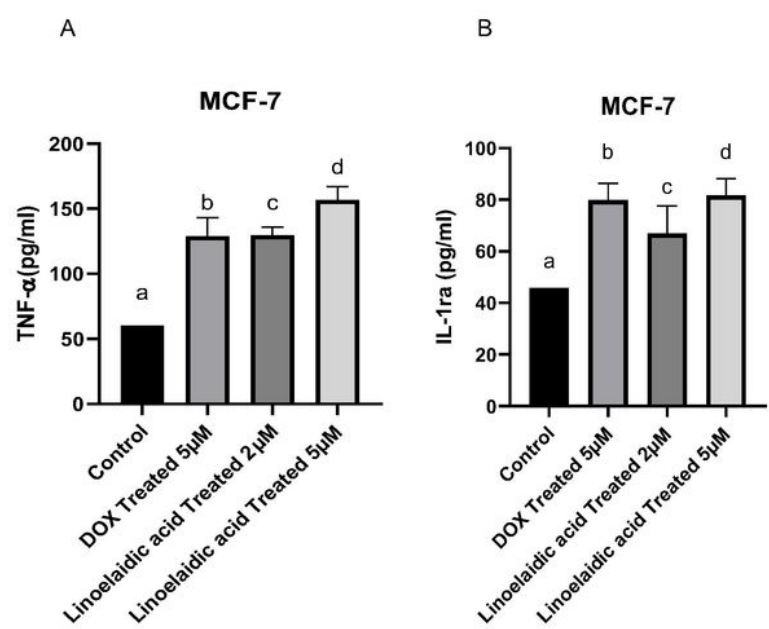 A
MCF-7
TNF-α(pg/ml)
200
150
100
50
0
a
b
c
d
Control
DOX Treated 5µM
Linoelaidic acid Treated 2µM
Linoelaidic acid Treated 5µM
B
MCF-7
IL-1ra (pg/ml)
100
80
60
40
20
0
a
b
c
d
Control
DOX Treated 5µM
Linoelaidic acid Treated 2µM
Linoelaidic acid Treated 5µM